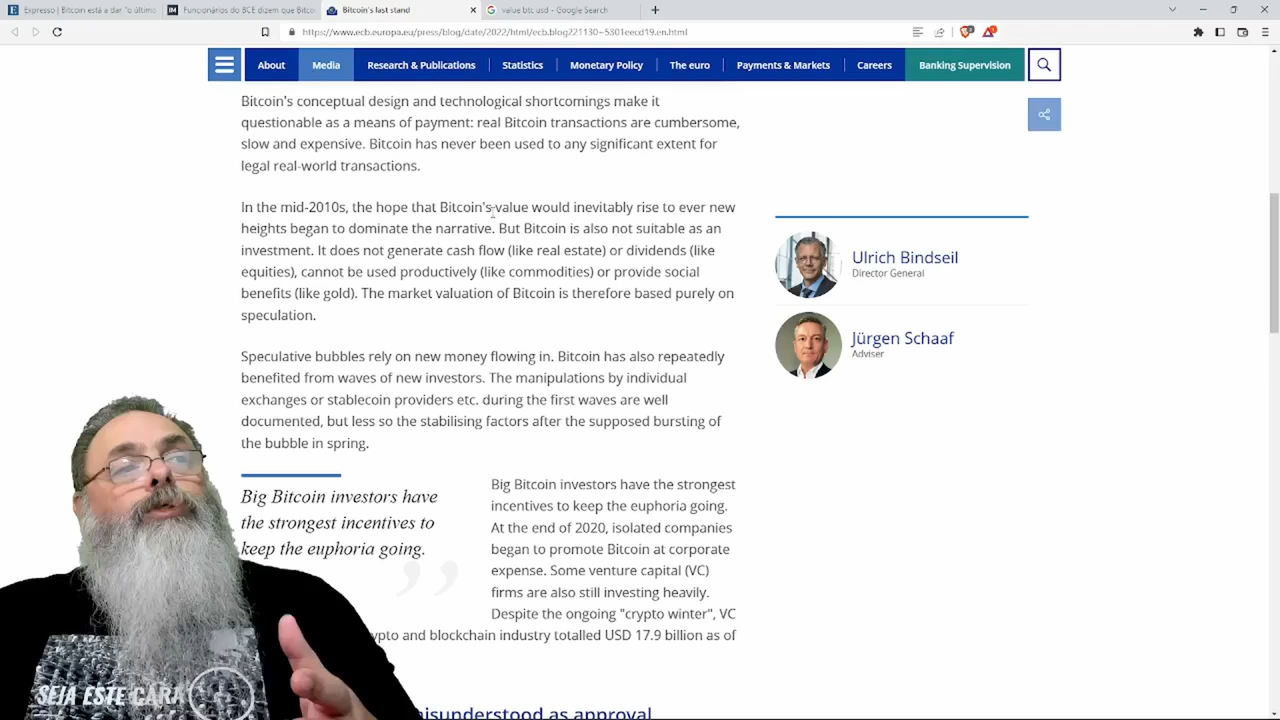 Expresso | Bitcoin está a dar "o último
Funcionários do BCE dizem que Bitco
Bitcoin's last stand
value btc usd - Google Search
https://www.ecb.europa.eu/press/blog/date/2022/html/ecb.blog221130~5301eecd19.en.html
About
Media
Research & Publications
Statistics
Monetary Policy
The euro
Payments & Markets
Careers
Banking Supervision
Bitcoin's conceptual design and technological shortcomings make it
questionable as a means of payment: real Bitcoin transactions are cumbersome,
slow and expensive. Bitcoin has never been used to any significant extent for
legal real-world transactions.
In the mid-2010s, the hope that Bitcoin's value would inevitably rise to ever new
heights began to dominate the narrative. But Bitcoin is also not suitable as an
investment. It does not generate cash flow (like real estate) or dividends (like
equities), cannot be used productively (like commodities) or provide social
benefits (like gold). The market valuation of Bitcoin is therefore based purely on
speculation.
Speculative bubbles rely on new money flowing in. Bitcoin has also repeatedly
benefited from waves of new investors. The manipulations by individual
exchanges or stablecoin providers etc. during the first waves are well
documented, but less so the stabilising factors after the supposed bursting of
the bubble in spring.
Big Bitcoin investors have
the strongest incentives to
keep the euphoria going.
Big Bitcoin investors have the strongest
incentives to keep the euphoria going.
At the end of 2020, isolated companies
began to promote Bitcoin at corporate
expense. Some venture capital (VC)
firms are also still investing heavily.
Despite the ongoing "crypto winter", VC
and blockchain industry totalled USD 17.9 billion as of
as approval
Ulrich Bindseil
Director General
Jürgen Schaaf
Adviser
SEJA ESTE CARA